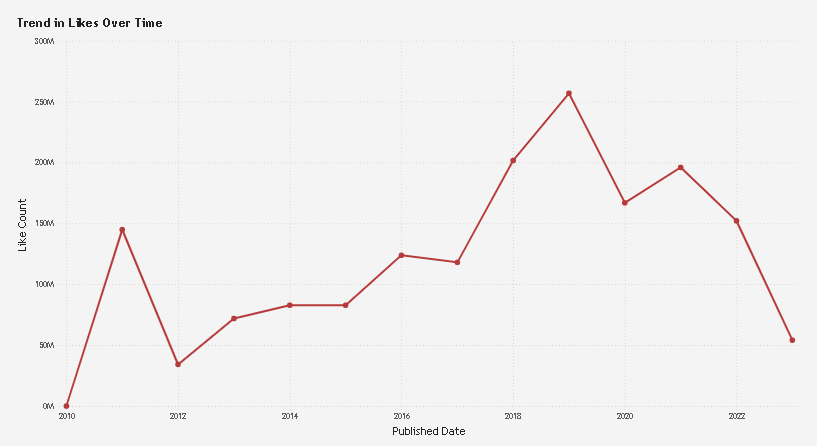 Trend in Likes Over Time
300M
250M
200M
150M
100M
50M
0M
Like Count
2010 2012 2014 2016 2018 2020 2022
Published Date